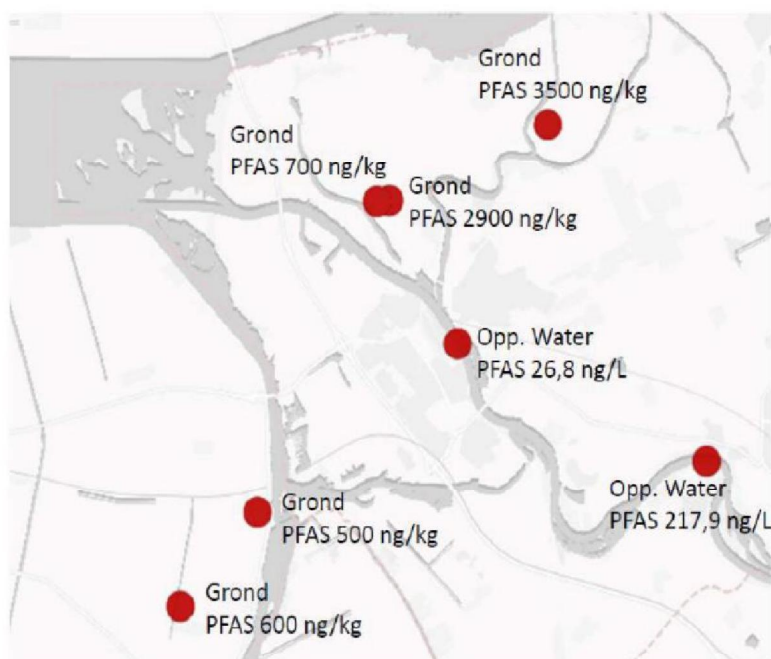 Grond
PFAS 3500 ng/kg
Grond
PFAS 700 ng/kg
Grond
PFAS 2900 ng/kg
Opp. Water
PFAS 26,8 ng/L
Opp. Water
PFAS 217,9 ng/L
Grond
PFAS 500 ng/kg
Grond
PFAS 600 ng/kg